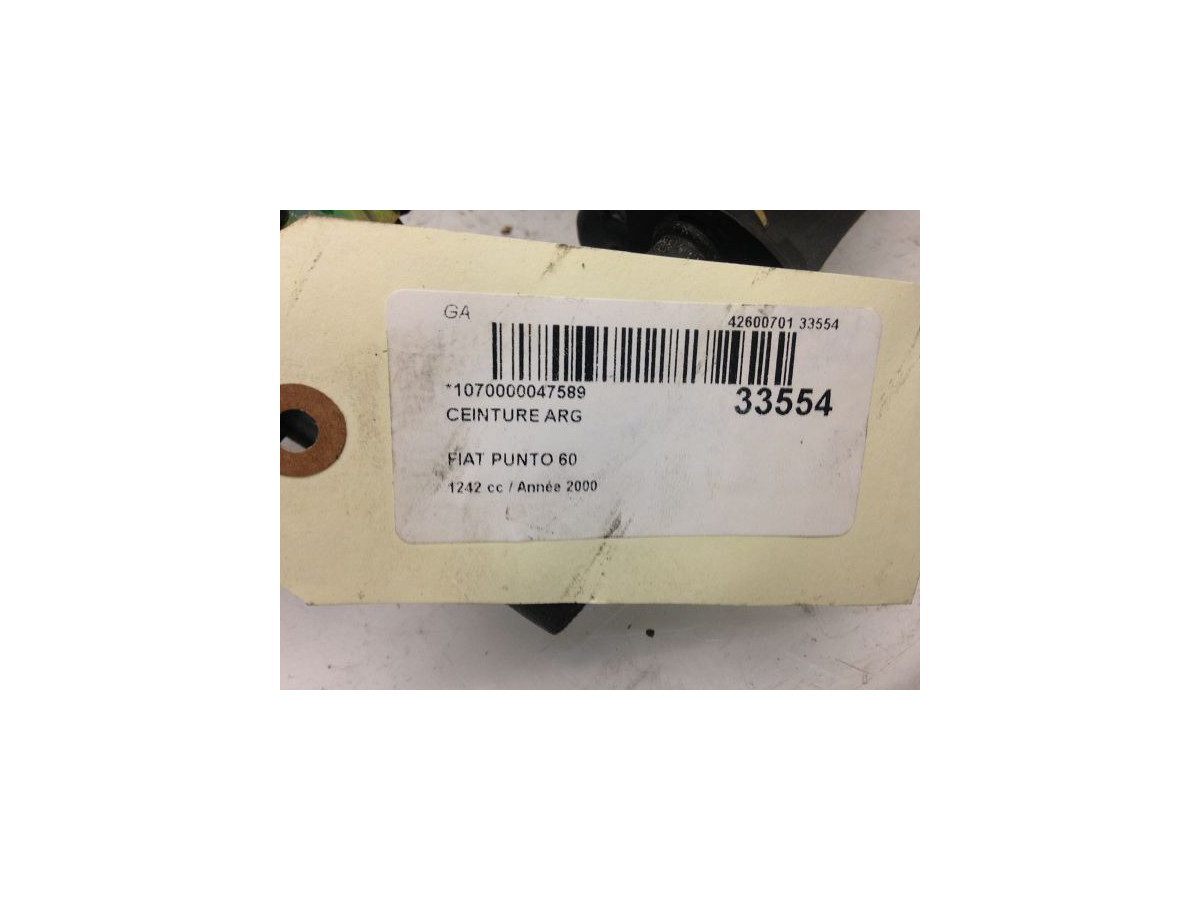 GA
42600701 33554
*1070000047589
33554
CEINTURE ARG
FIAT PUNTO 60
1242 cc / Année 2000